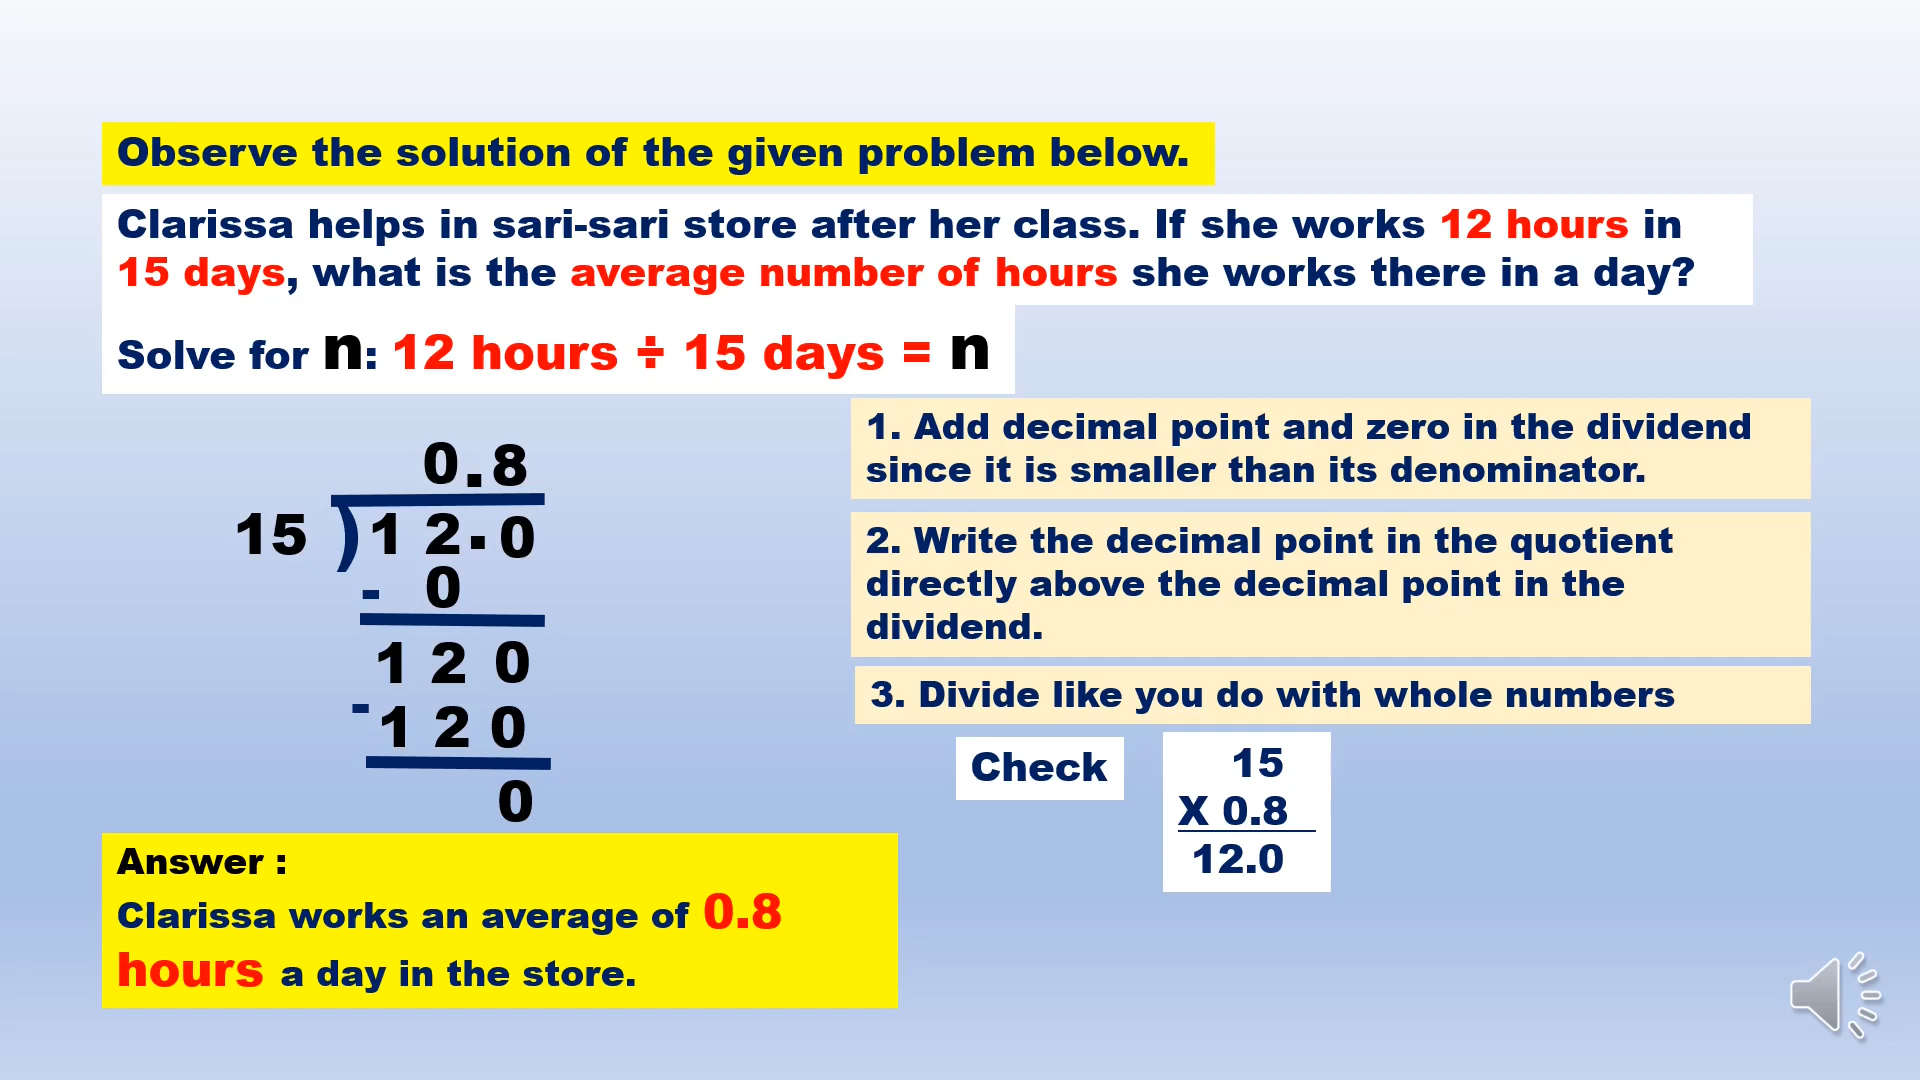 Observe the solution of the given problem below.
Clarissa helps in sari-sari store after her class. If she works 12 hours in
15 days, what is the average number of hours she works there in a day?
Solve for n: 12 hours ÷ 15 days = n
0.8
15 ) 1 2 . 0
- 0
1 2 0
- 1 2 0
0
1. Add decimal point and zero in the dividend
since it is smaller than its denominator.
2. Write the decimal point in the quotient
directly above the decimal point in the
dividend.
3. Divide like you do with whole numbers
Check
15
X 0.8
12.0
Answer :
Clarissa works an average of 0.8
hours a day in the store.